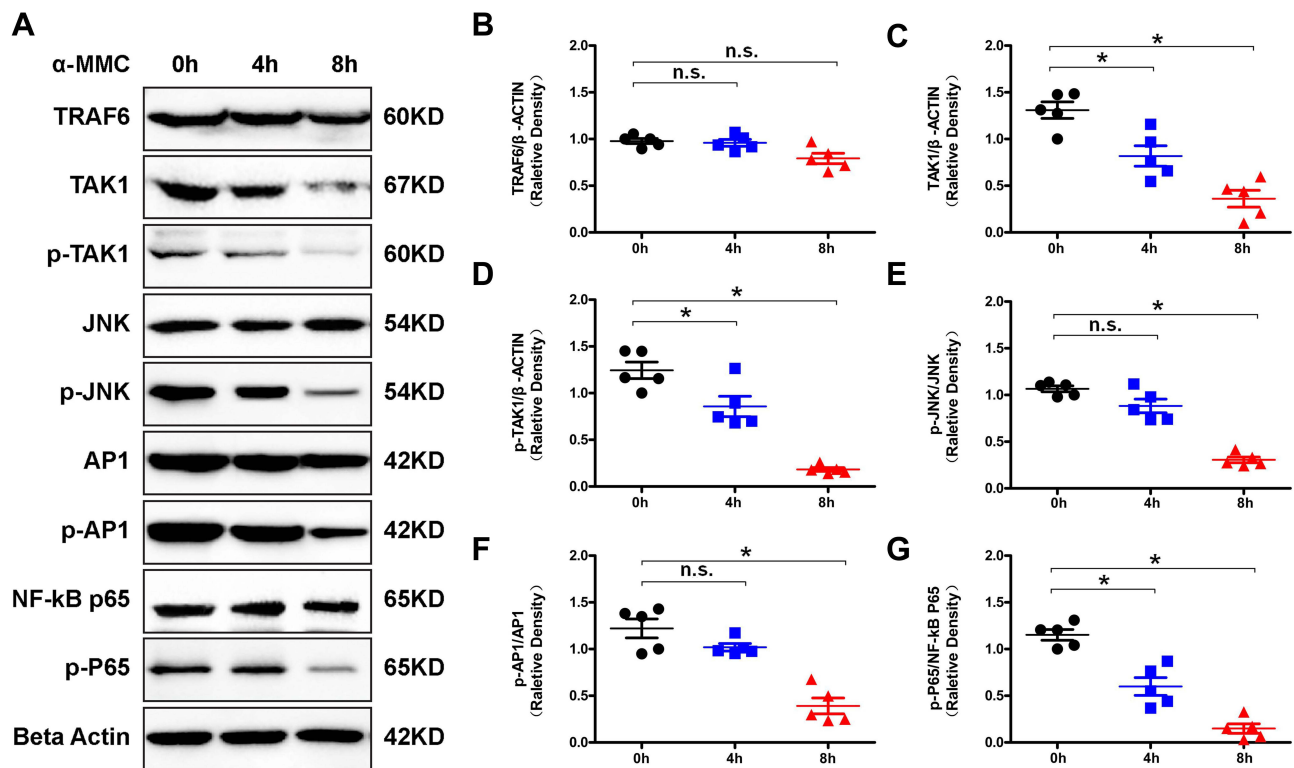 A
α-MMC 0h 4h 8h
TRAF6 60KD
TAK1 67KD
p-TAK1 60KD
JNK 54KD
p-JNK 54KD
AP1 42KD
p-AP1 42KD
NF-kB p65 65KD
p-P65 65KD
Beta Actin 42KD
B
TRAF6/β -ACTIN
（Raletive Density）
2.0
1.5
1.0
0.5
0.0
n.s.
n.s.
0h 4h 8h
C
TAK1/β -ACTIN
（Raletive Density）
2.0
1.5
1.0
0.5
0.0
*
*
0h 4h 8h
D
p-TAK1/β -ACTIN
（Raletive Density）
2.0
1.5
1.0
0.5
0.0
*
*
0h 4h 8h
E
p-JNK/JNK
（Raletive Density）
2.0
1.5
1.0
0.5
0.0
*
n.s.
0h 4h 8h
F
p-AP1/AP1
（Raletive Density）
2.0
1.5
1.0
0.5
0.0
*
n.s.
0h 4h 8h
G
p-P65/NF-kB P65
（Raletive Density）
2.0
1.5
1.0
0.5
0.0
*
*
0h 4h 8h